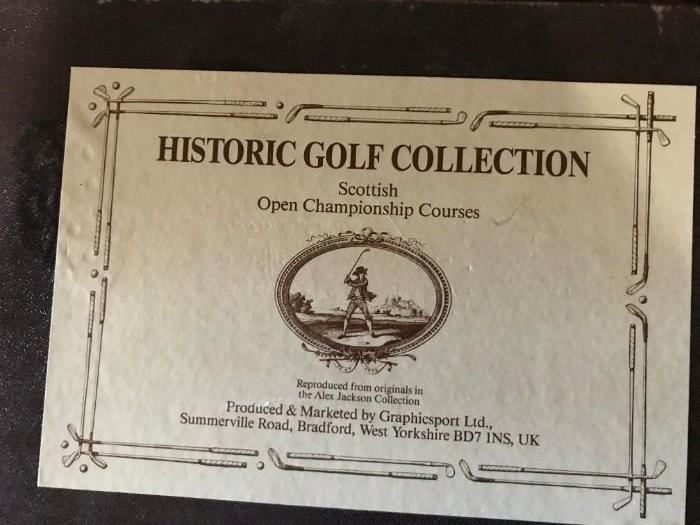 HISTORIC GOLF COLLECTION
Scottish
Open Championship Courses
Reproduced from originals in
the Alex Jackson Collection
Produced & Marketed by Graphicsport Ltd.,
Summerville Road, Bradford, West Yorkshire BD7 1NS, UK